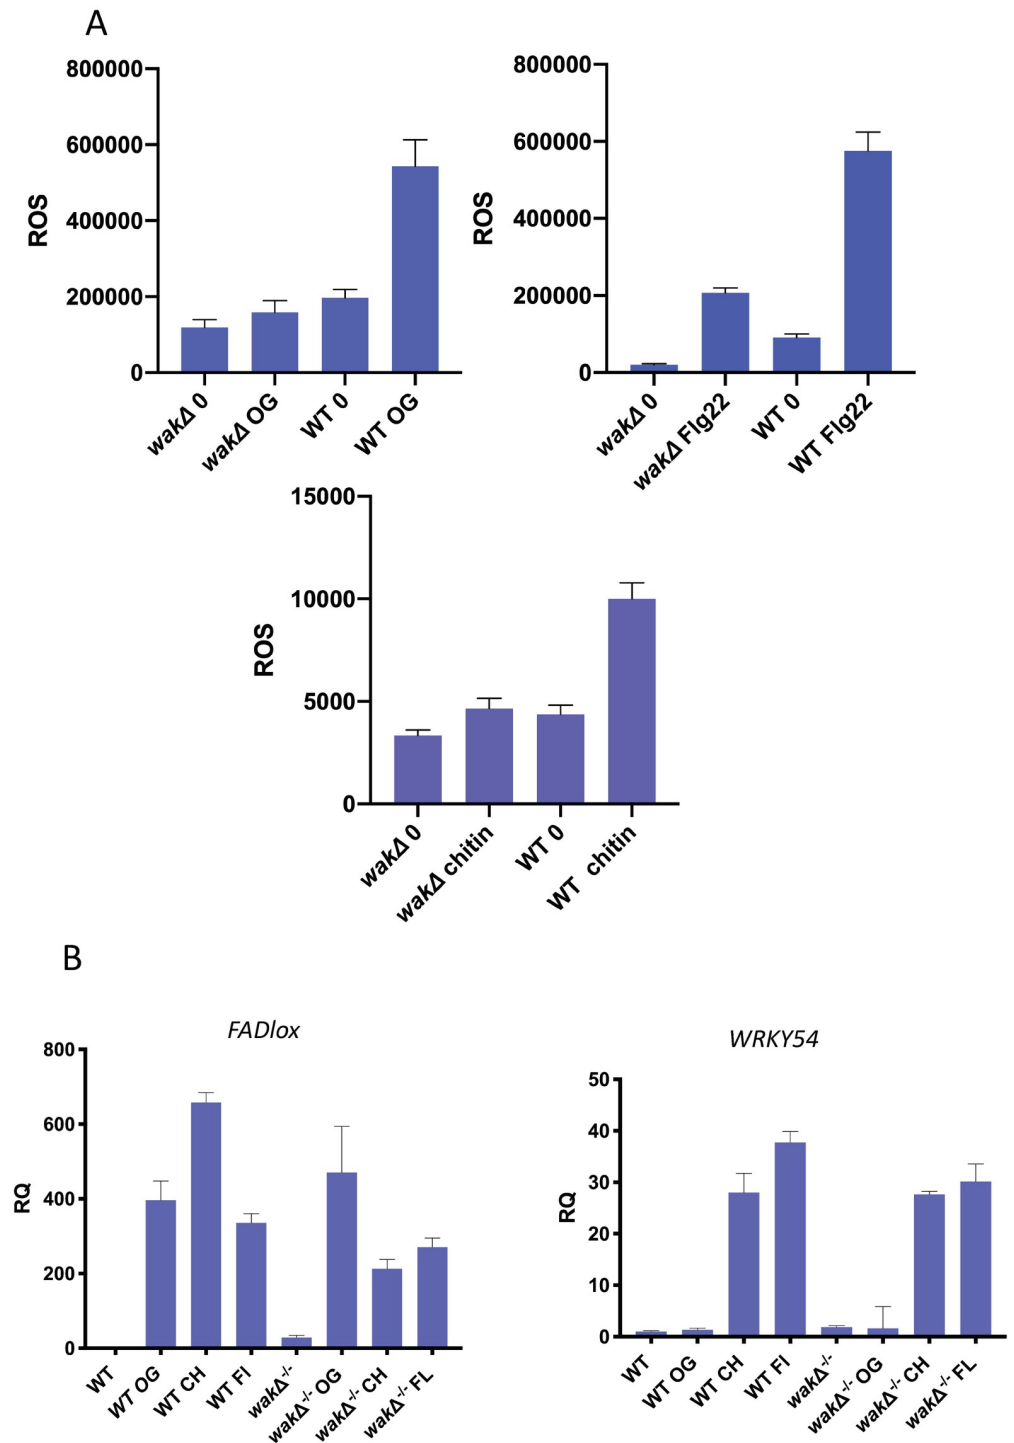 A
800000
600000
400000
200000
0
ROS
wakΔ 0
wakΔ OG
WT 0
WT OG
800000
600000
400000
200000
0
ROS
wakΔ 0
wakΔ Flg22
WT 0
WT Flg22
15000
10000
5000
0
ROS
wakΔ 0
wakΔ chitin
WT 0
WT chitin
B
FADlox
800
600
400
200
0
RQ
WT
WT OG
WT CH
WT FI
wakΔ-/-
wakΔ-/- OG
wakΔ-/- CH
wakΔ-/- FL
WRKY54
50
40
30
20
10
0
RQ
WT
WT OG
WT CH
WT FI
wakΔ-/-
wakΔ-/- OG
wakΔ-/- CH
wakΔ-/- FL